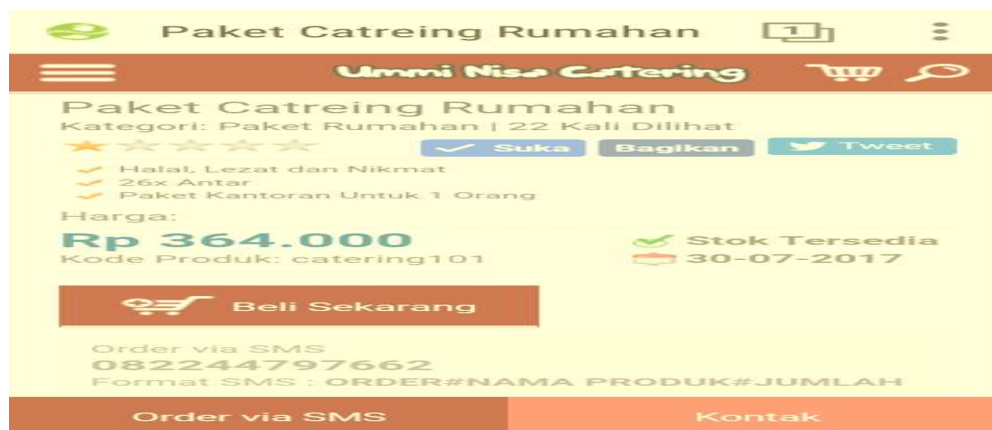 Paket Catreing Rumahan 1
Ummi Nisa Catering
Paket Catreing Rumahan
Kategori: Paket Rumahan | 22 Kali Dilihat
Suka Bagikan Tweet
Halal, Lezat dan Nikmat
26x Antar
Paket Kantoran Untuk 1 Orang
Harga:
Rp 364.000 Stok Tersedia
Kode Produk: catering101 30-07-2017
Beli Sekarang
Order via SMS
082244797662
Format SMS : ORDER#NAMA PRODUK#JUMLAH
Order via SMS Kontak